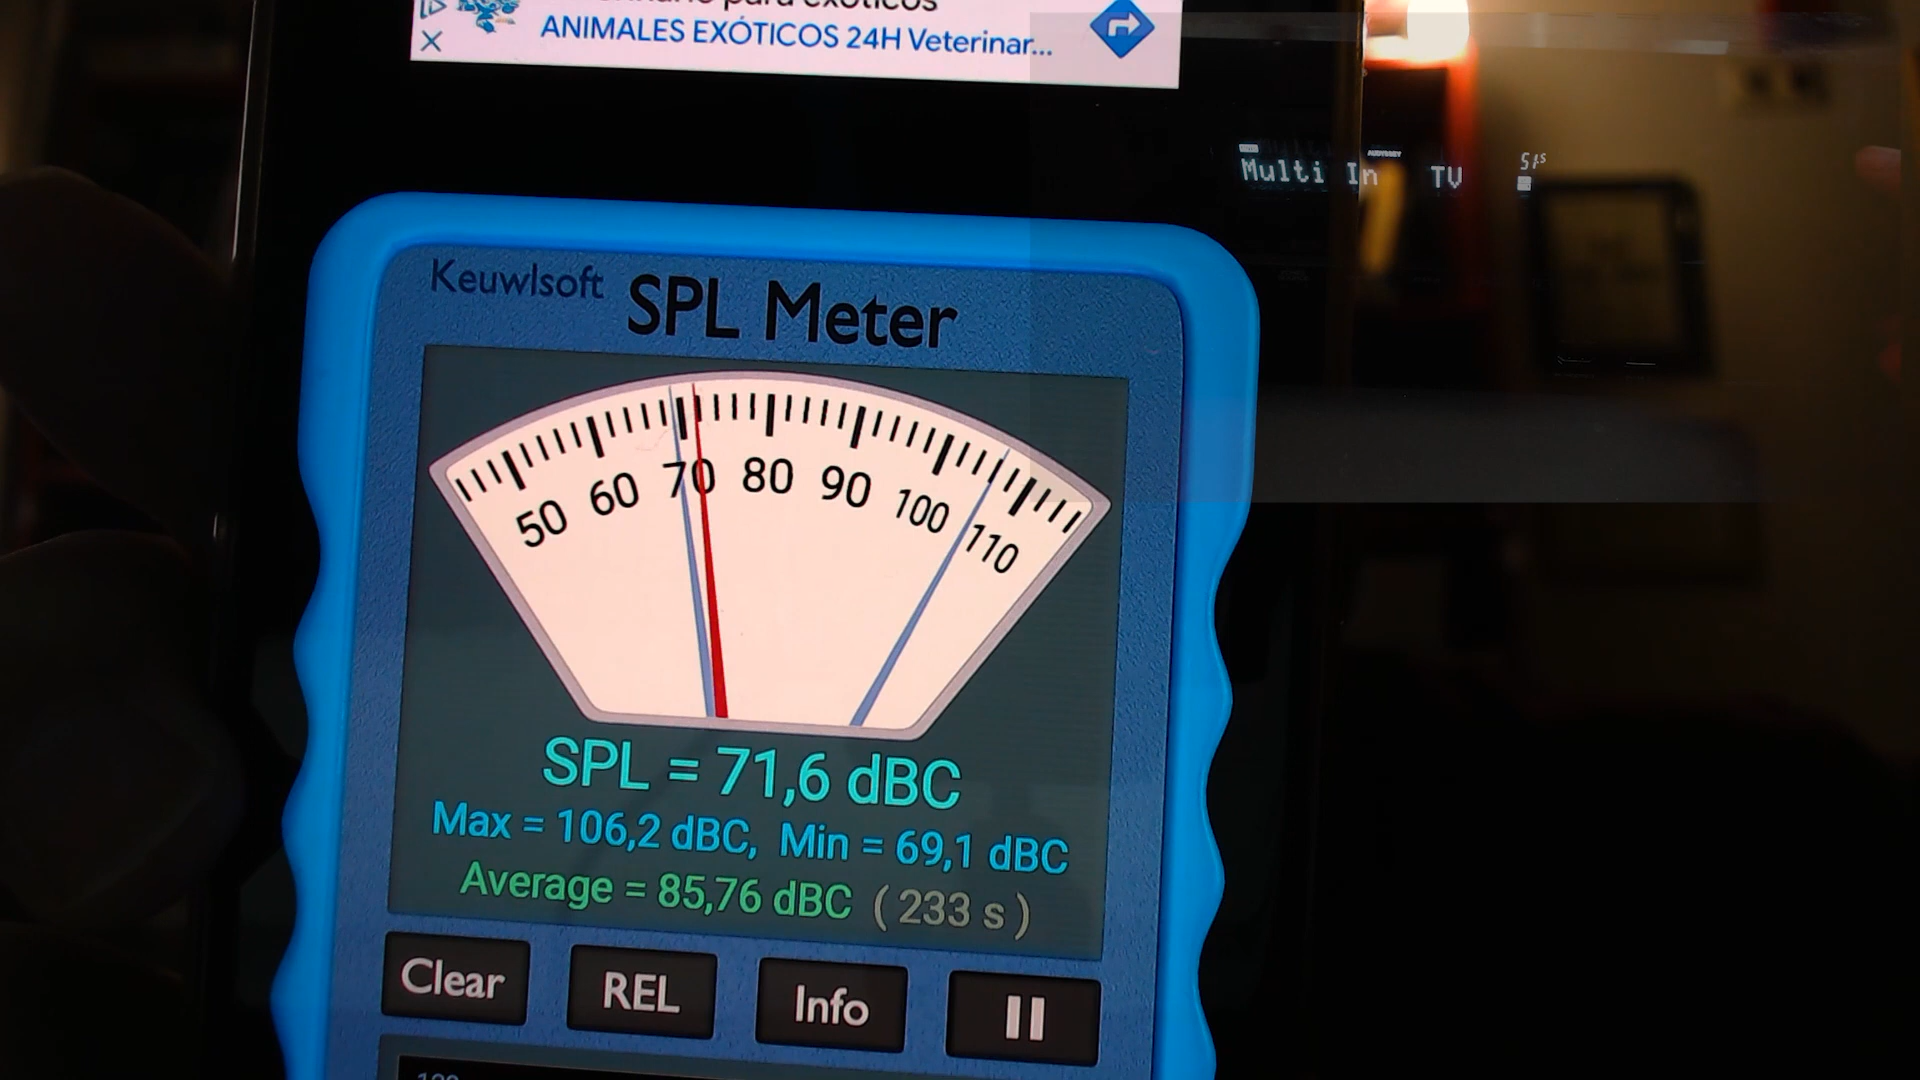 ANIMALES EXÓTICOS 24H Veterinar...
Multi In TV
Keuwlsoft SPL Meter
50 60 70 80 90 100 110
SPL = 71,6 dBC
Max = 106,2 dBC, Min = 69,1 dBC
Average = 85,76 dBC ( 233 s )
Clear REL Info